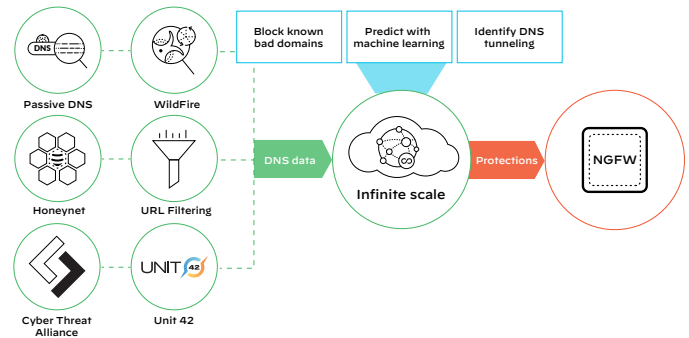 DNS
Passive DNS
WildFire
Block known
bad domains
Predict with
machine learning
Identify DNS
tunneling
Honeynet
URL Filtering
DNS data
Infinite scale
Protections
NGFW
UNIT 42
Cyber Threat
Alliance
Unit 42